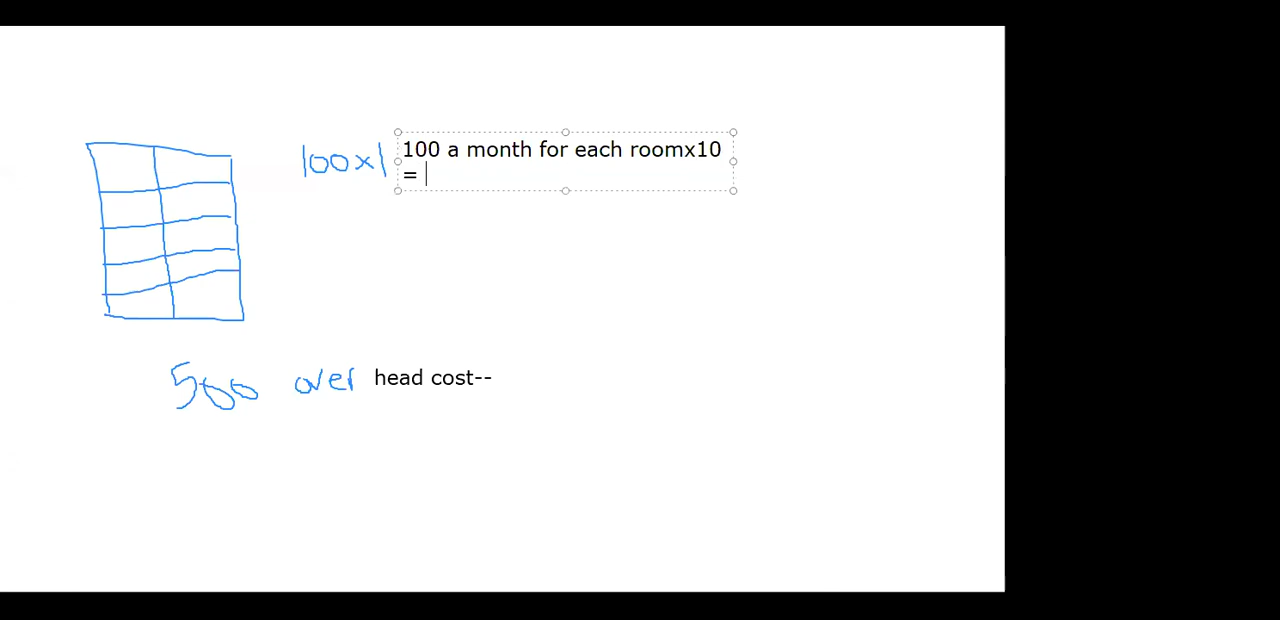 100x1 100 a month for each roomx10
=
500 over head cost--